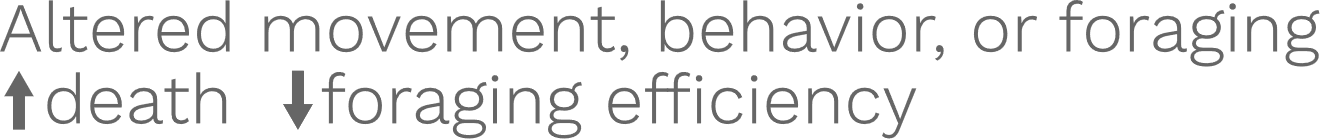 Altered movement, behavior, or foraging
↑death ↓foraging efficiency